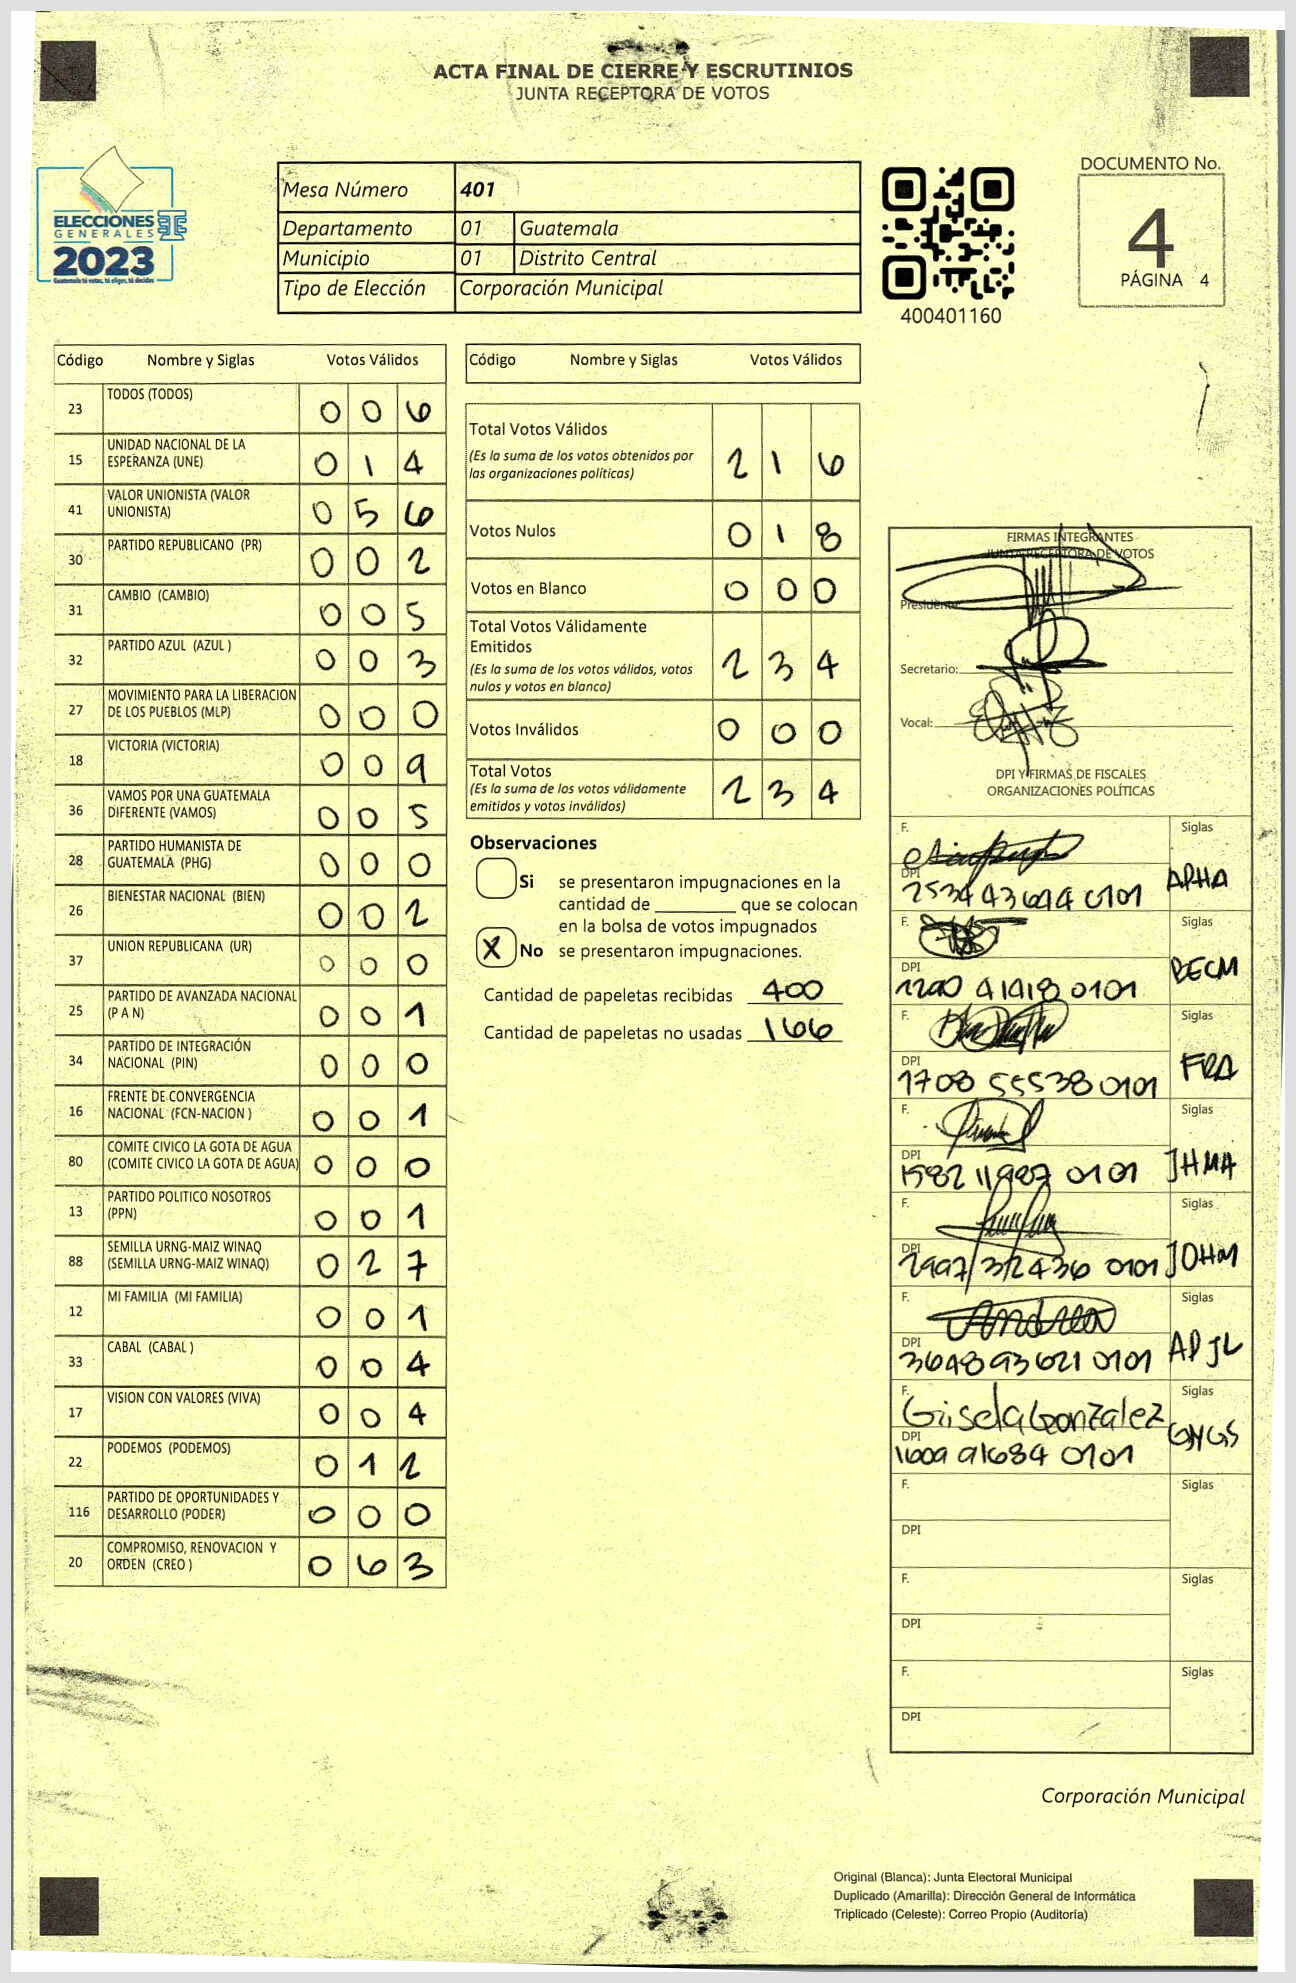 ACTA FINAL DE CIERRE Y ESCRUTINIOS
JUNTA RECEPTORA DE VOTOS
ELECCIONES
GENERALES
2023
Guatemala tú votas, tú eliges, tú decides
Mesa Número 401
Departamento 01 Guatemala
Municipio 01 Distrito Central
Tipo de Elección Corporación Municipal
400401160
DOCUMENTO No.
4
PÁGINA 4
Código Nombre y Siglas Votos Válidos
23 TODOS (TODOS) 0 0 6
15 UNIDAD NACIONAL DE LA
ESPERANZA (UNE) 0 1 4
41 VALOR UNIONISTA (VALOR
UNIONISTA) 0 5 6
30 PARTIDO REPUBLICANO (PR) 0 0 2
31 CAMBIO (CAMBIO) 0 0 5
32 PARTIDO AZUL (AZUL ) 0 0 3
27 MOVIMIENTO PARA LA LIBERACION
DE LOS PUEBLOS (MLP) 0 0 0
18 VICTORIA (VICTORIA) 0 0 9
36 VAMOS POR UNA GUATEMALA
DIFERENTE (VAMOS) 0 0 5
28 PARTIDO HUMANISTA DE
GUATEMALA (PHG) 0 0 0
26 BIENESTAR NACIONAL (BIEN) 0 0 2
37 UNION REPUBLICANA (UR) 0 0 0
25 PARTIDO DE AVANZADA NACIONAL
(P A N) 0 0 1
34 PARTIDO DE INTEGRACIÓN
NACIONAL (PIN) 0 0 0
16 FRENTE DE CONVERGENCIA
NACIONAL (FCN-NACION ) 0 0 1
80 COMITE CIVICO LA GOTA DE AGUA
(COMITE CIVICO LA GOTA DE AGUA) 0 0 0
13 PARTIDO POLITICO NOSOTROS
(PPN) 0 0 1
88 SEMILLA URNG-MAIZ WINAQ
(SEMILLA URNG-MAIZ WINAQ) 0 2 7
12 MI FAMILIA (MI FAMILIA) 0 0 1
33 CABAL (CABAL ) 0 0 4
17 VISION CON VALORES (VIVA) 0 0 4
22 PODEMOS (PODEMOS) 0 1 2
116 PARTIDO DE OPORTUNIDADES Y
DESARROLLO (PODER) 0 0 0
20 COMPROMISO, RENOVACION Y
ORDEN (CREO ) 0 6 3
Código Nombre y Siglas Votos Válidos
Total Votos Válidos
(Es la suma de los votos obtenidos por
las organizaciones políticas) 2 1 6
Votos Nulos 0 1 8
Votos en Blanco 0 0 0
Total Votos Válidamente
Emitidos
(Es la suma de los votos válidos, votos
nulos y votos en blanco) 2 3 4
Votos Inválidos 0 0 0
Total Votos
(Es la suma de los votos válidamente
emitidos y votos inválidos) 2 3 4
Observaciones
Si se presentaron impugnaciones en la
cantidad de ________ que se colocan
en la bolsa de votos impugnados
X No se presentaron impugnaciones.
Cantidad de papeletas recibidas 400
Cantidad de papeletas no usadas 166
FIRMAS INTEGRANTES
JUNTA RECEPTORA DE VOTOS
Presidente:
Secretario:
Vocal:
DPI Y FIRMAS DE FISCALES
ORGANIZACIONES POLÍTICAS
F. Siglas
DPI APHA
F. Siglas
DPI BECM
F. Siglas
DPI FRA
1708 55538 0101
F. Siglas
DPI JHMA
F. Siglas
DPI JOHM
F. Andrea Siglas
DPI APJL
3648 93621 0101
F. Gisela Gonzalez Siglas
DPI GNGS
1609 91684 0101
F. Siglas
DPI
F. Siglas
DPI
F. Siglas
DPI
Corporación Municipal
Original (Blanca): Junta Electoral Municipal
Duplicado (Amarilla): Dirección General de Informática
Triplicado (Celeste): Correo Propio (Auditoría)